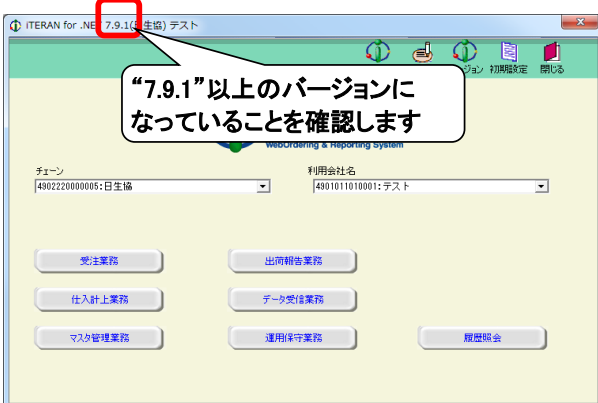 iTERAN for .NET 7.9.1(日生協) テスト
ジョン 初期設定 閉じる
“7.9.1”以上のバージョンに
なっていることを確認します
WebOrdering & Reporting System
チェーン 利用会社名
4902220000005:日生協 4901011010001:テスト
受注業務 出荷報告業務
仕入計上業務 データ受信業務
マスタ管理業務 運用保守業務 履歴照会